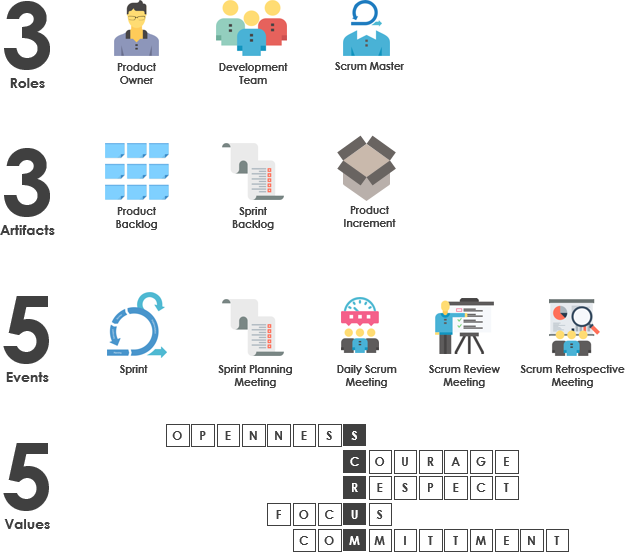 3
Roles
Product
Owner
Development
Team
Scrum Master
3
Artifacts
Product
Backlog
Sprint
Backlog
Product
Increment
5
Events
Sprint
Sprint Planning
Meeting
Daily Scrum
Meeting
Scrum Review
Meeting
Scrum Retrospective
Meeting
5
Values
OPENNESS
COURAGE
RESPECT
FOCUS
COMMITTMENT